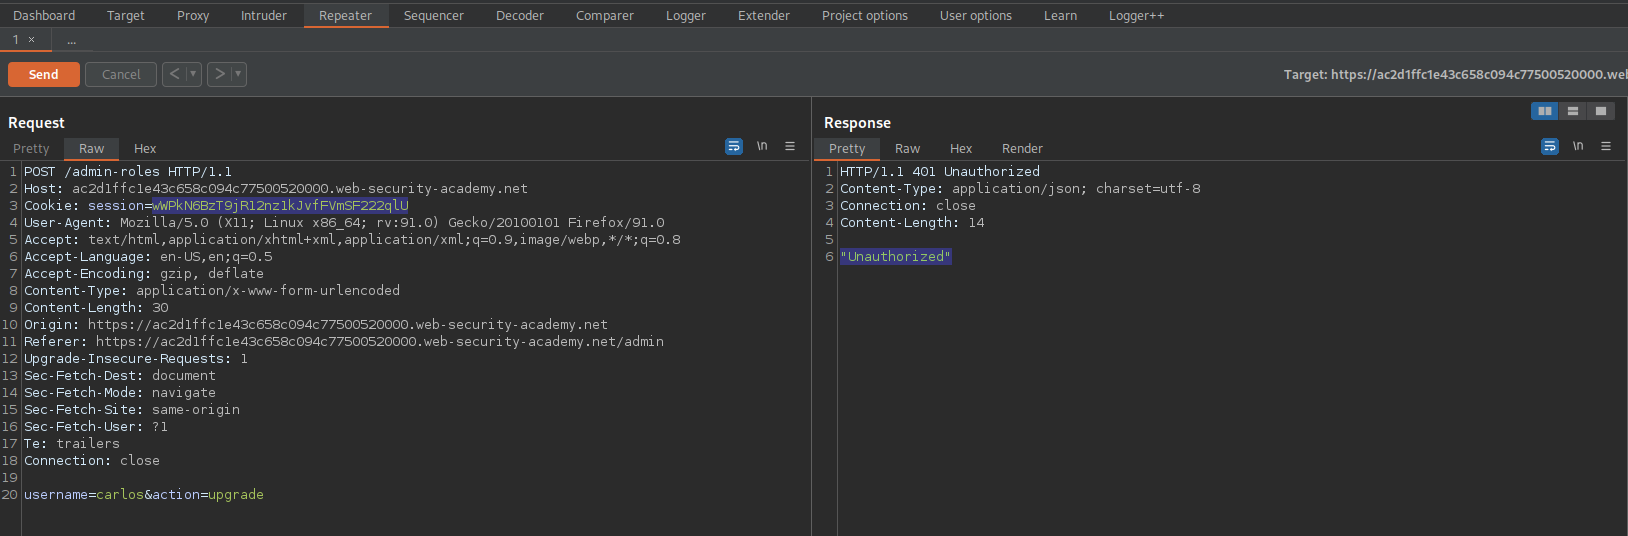 Dashboard Target Proxy Intruder Repeater Sequencer Decoder Comparer Logger Extender Project options User options Learn Logger++
1 × ...
Send Cancel < > Target: https://ac2d1ffc1e43c658c094c77500520000.wel
Request
Pretty Raw Hex \n
1 POST /admin-roles HTTP/1.1
2 Host: ac2d1ffc1e43c658c094c77500520000.web-security-academy.net
3 Cookie: session=wWPkN6BzT9jRl2nz1kJvfFVmSF222qlU
4 User-Agent: Mozilla/5.0 (X11; Linux x86_64; rv:91.0) Gecko/20100101 Firefox/91.0
5 Accept: text/html,application/xhtml+xml,application/xml;q=0.9,image/webp,*/*;q=0.8
6 Accept-Language: en-US,en;q=0.5
7 Accept-Encoding: gzip, deflate
8 Content-Type: application/x-www-form-urlencoded
9 Content-Length: 30
10 Origin: https://ac2d1ffc1e43c658c094c77500520000.web-security-academy.net
11 Referer: https://ac2d1ffc1e43c658c094c77500520000.web-security-academy.net/admin
12 Upgrade-Insecure-Requests: 1
13 Sec-Fetch-Dest: document
14 Sec-Fetch-Mode: navigate
15 Sec-Fetch-Site: same-origin
16 Sec-Fetch-User: ?1
17 Te: trailers
18 Connection: close
19
20 username=carlos&action=upgrade
Response
Pretty Raw Hex Render \n
1 HTTP/1.1 401 Unauthorized
2 Content-Type: application/json; charset=utf-8
3 Connection: close
4 Content-Length: 14
5
6 "Unauthorized"